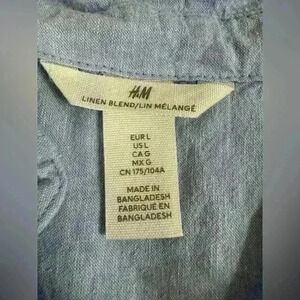 H&M
LINEN BLEND/LIN MÉLANGÉ
EUR L
US L
CA G
MX G
CN 175/104A
MADE IN
BANGLADESH
FABRIQUÉ EN
BANGLADESH